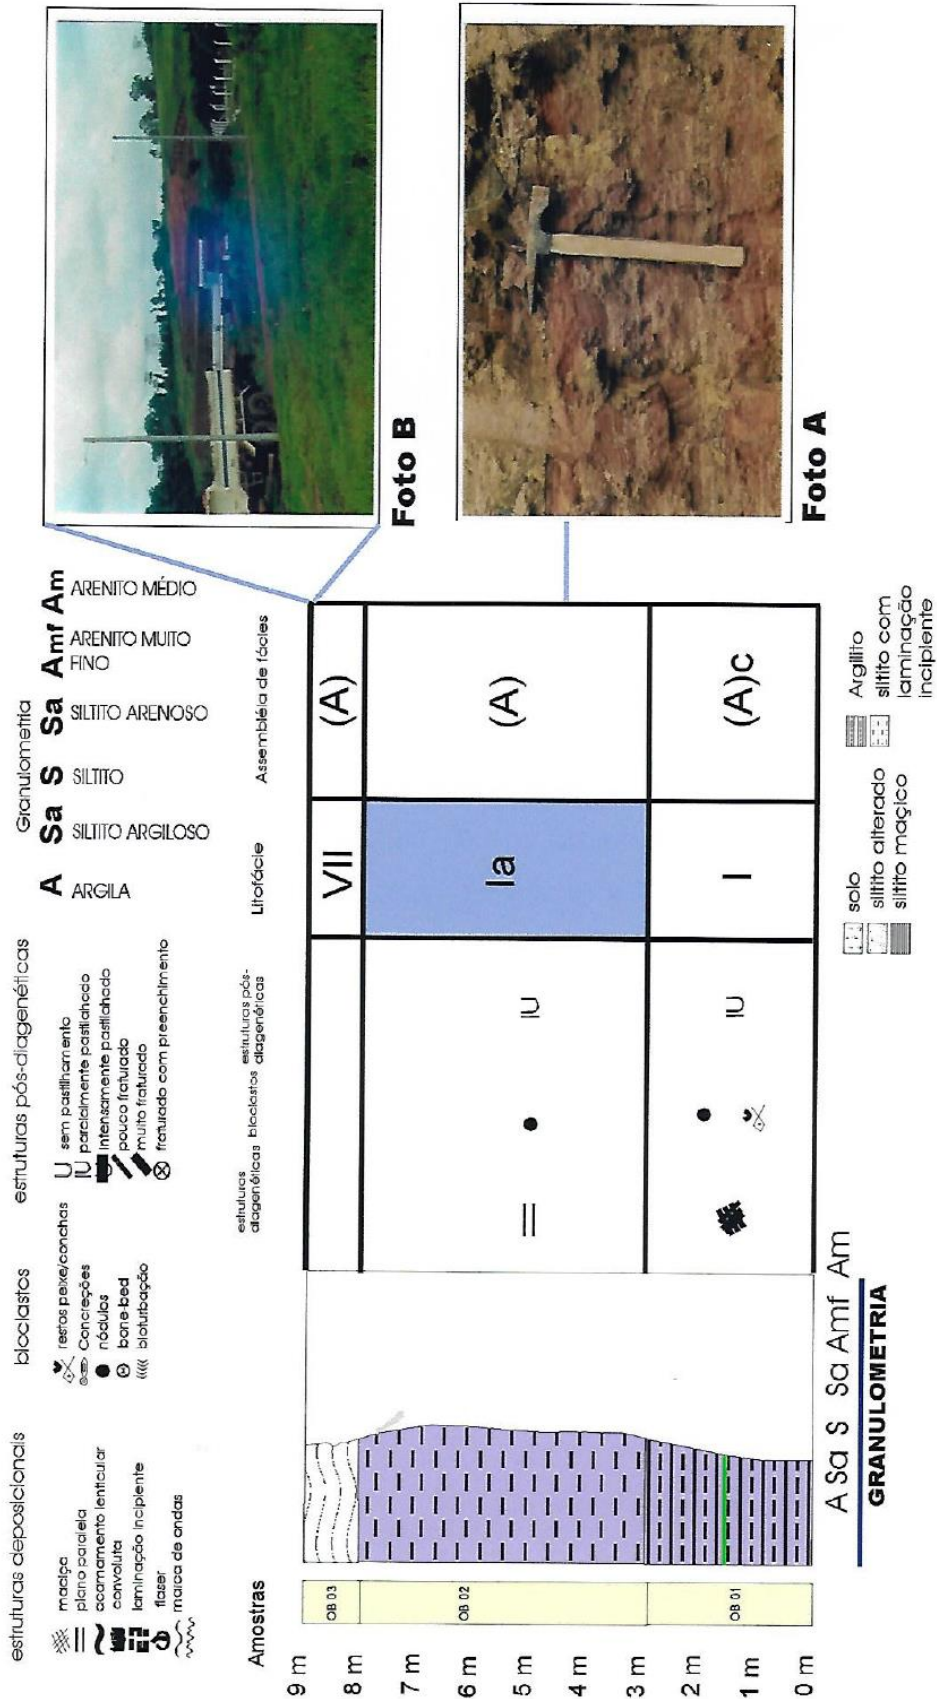 estruturas deposicionais
maciça
plano paralela
acamamento lenticular
convoluta
laminação incipiente
flaser
marca de ondas
bioclastos
restos peixe/conchas
Concreções
nódulos
bone-bed
bioturbação
estruturas pós-diagenéticas
sem pastilhamento
parcialmente pastilhado
intensamente pastilhado
pouco fraturado
muito fraturado
fraturado com preenchimento
Granulometria
A Sa S Sa Amf Am
ARGILA
SILTITO ARGILOSO
SILTITO
SILTITO ARENOSO
ARENITO MUITO
FINO
ARENITO MÉDIO
Amostras
estruturas
diagenéticas
bioclastos
estruturas pós-
diagenéticas
Litofácie
Assembléia de fácies
9 m
8 m
7 m
6 m
5 m
4 m
3 m
2 m
1 m
0 m
OB 03
OB 02
OB 01
VII
(A)
IU
Ia
(A)
IU
I
(A)c
A Sa S Sa Amf Am
GRANULOMETRIA
solo
siltito alterado
siltito maçico
Argilito
siltito com
laminação
incipiente
Foto B
Foto A